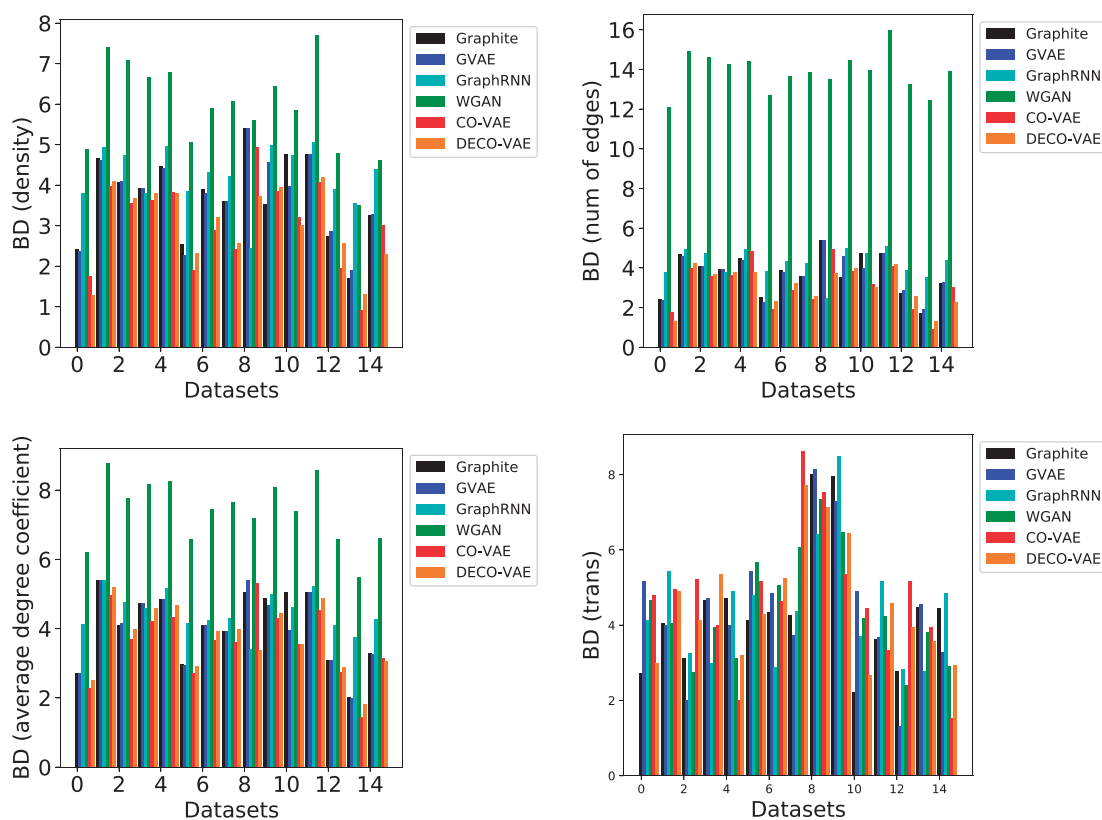 BD (density)
8
7
6
5
4
3
2
1
0
0 2 4 6 8 10 12 14
Datasets
Graphite
GVAE
GraphRNN
WGAN
CO-VAE
DECO-VAE
BD (num of edges)
16
14
12
10
8
6
4
2
0
0 2 4 6 8 10 12 14
Datasets
Graphite
GVAE
GraphRNN
WGAN
CO-VAE
DECO-VAE
BD (average degree coefficient)
8
6
4
2
0
0 2 4 6 8 10 12 14
Datasets
Graphite
GVAE
GraphRNN
WGAN
CO-VAE
DECO-VAE
BD (trans)
8
6
4
2
0
0 2 4 6 8 10 12 14
Datasets
Graphite
GVAE
GraphRNN
WGAN
CO-VAE
DECO-VAE